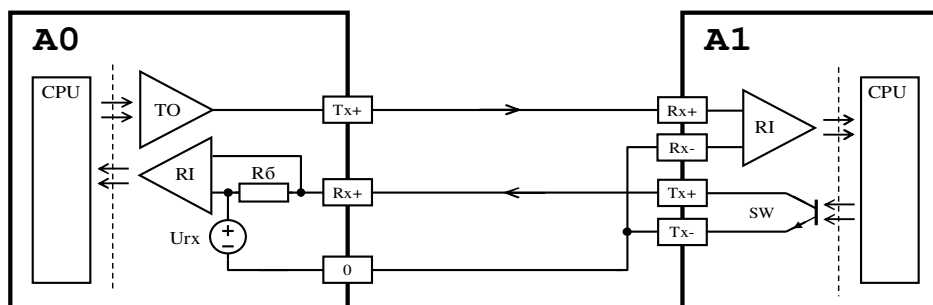 A0
A1
CPU
TO
Tx+
Rx+
RI
CPU
Rx-
RI
Rб
Rx+
Tx+
SW
Tx-
Urx
0